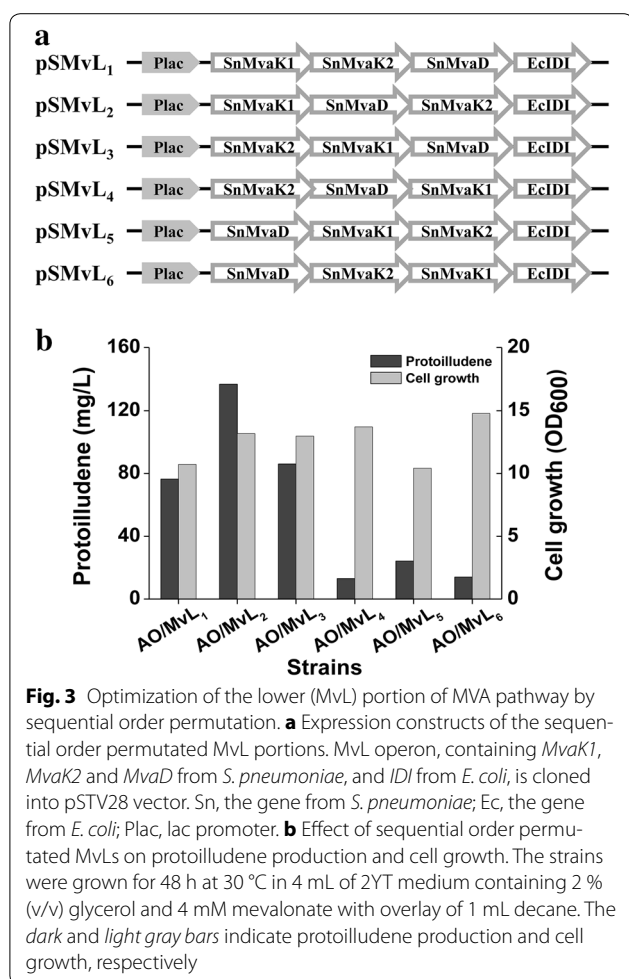 a
pSMvL1 Plac SnMvaK1 SnMvaK2 SnMvaD EcIDI
pSMvL2 Plac SnMvaK1 SnMvaD SnMvaK2 EcIDI
pSMvL3 Plac SnMvaK2 SnMvaK1 SnMvaD EcIDI
pSMvL4 Plac SnMvaK2 SnMvaD SnMvaK1 EcIDI
pSMvL5 Plac SnMvaD SnMvaK1 SnMvaK2 EcIDI
pSMvL6 Plac SnMvaD SnMvaK2 SnMvaK1 EcIDI
b
Protoilludene (mg/L)
160
120
80
40
0
Protoilludene
Cell growth
20
15
10
5
0
Cell growth (OD600)
AO/MvL1 AO/MvL2 AO/MvL3 AO/MvL4 AO/MvL5 AO/MvL6
Strains
Fig. 3 Optimization of the lower (MvL) portion of MVA pathway by
sequential order permutation. a Expression constructs of the sequen-
tial order permutated MvL portions. MvL operon, containing MvaK1,
MvaK2 and MvaD from S. pneumoniae, and IDI from E. coli, is cloned
into pSTV28 vector. Sn, the gene from S. pneumoniae; Ec, the gene
from E. coli; Plac, lac promoter. b Effect of sequential order permu-
tated MvLs on protoilludene production and cell growth. The strains
were grown for 48 h at 30 °C in 4 mL of 2YT medium containing 2 %
(v/v) glycerol and 4 mM mevalonate with overlay of 1 mL decane. The
dark and light gray bars indicate protoilludene production and cell
growth, respectively